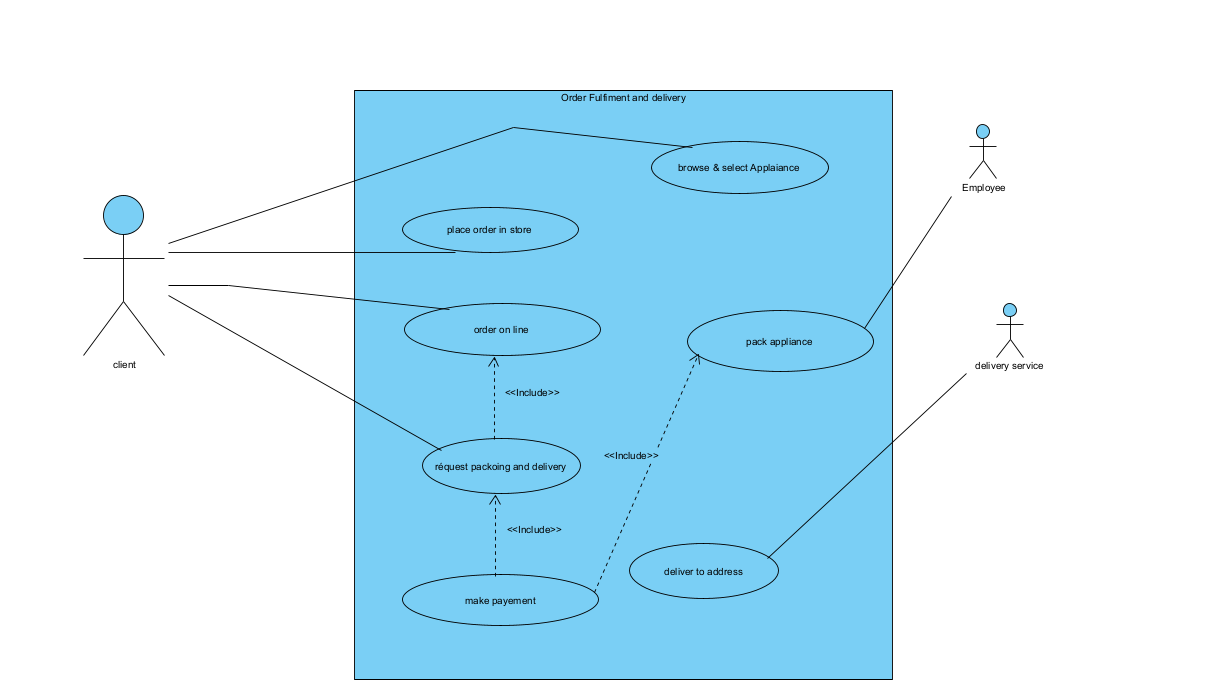 Order Fulfiment and delivery
browse & select Applaiance
Employee
place order in store
order on line
pack appliance
client
delivery service
<<Include>>
<<Include>>
réquest packoing and delivery
<<Include>>
deliver to address
make payement